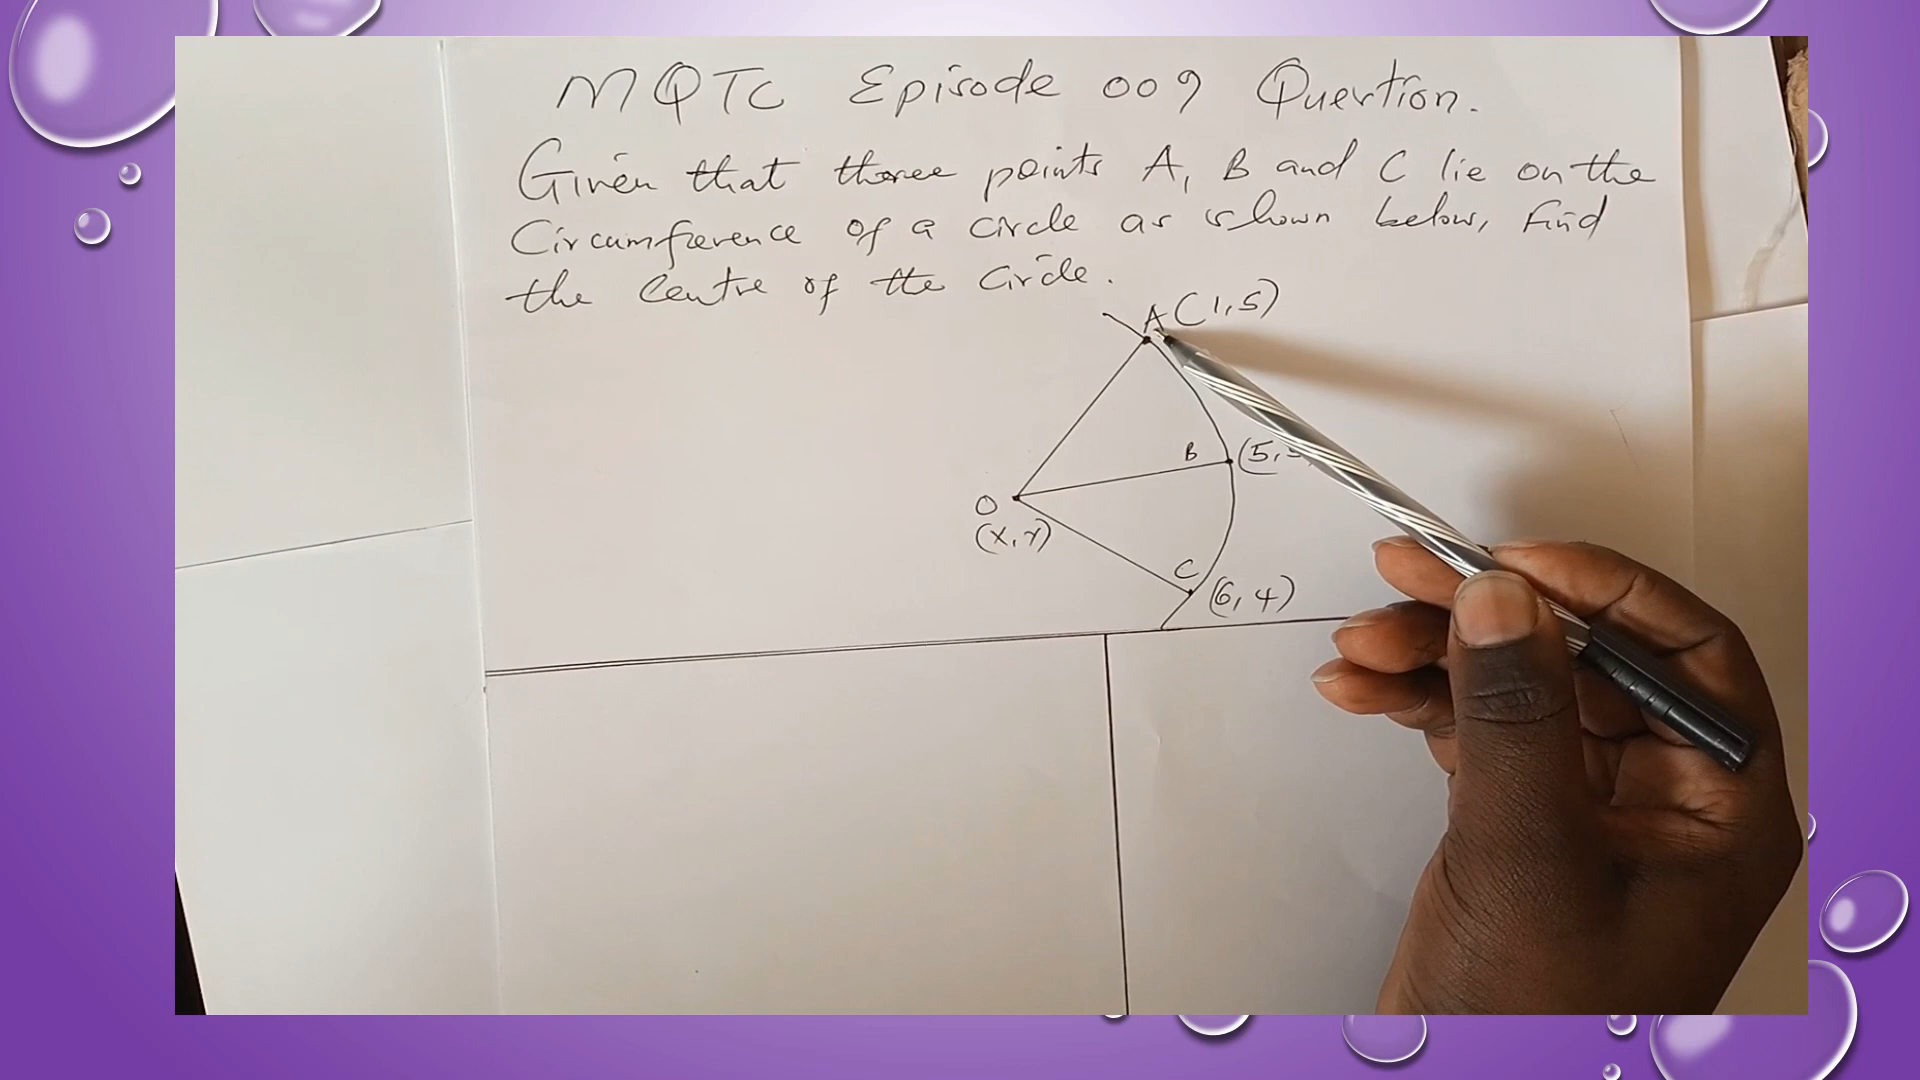 MQTC Episode 009 Question.
Given that three points A, B and C lie on the
Circumference of a circle as shown below, find
the centre of the circle.
A (1,5)
B (5,
O
(x,y)
C (6,4)